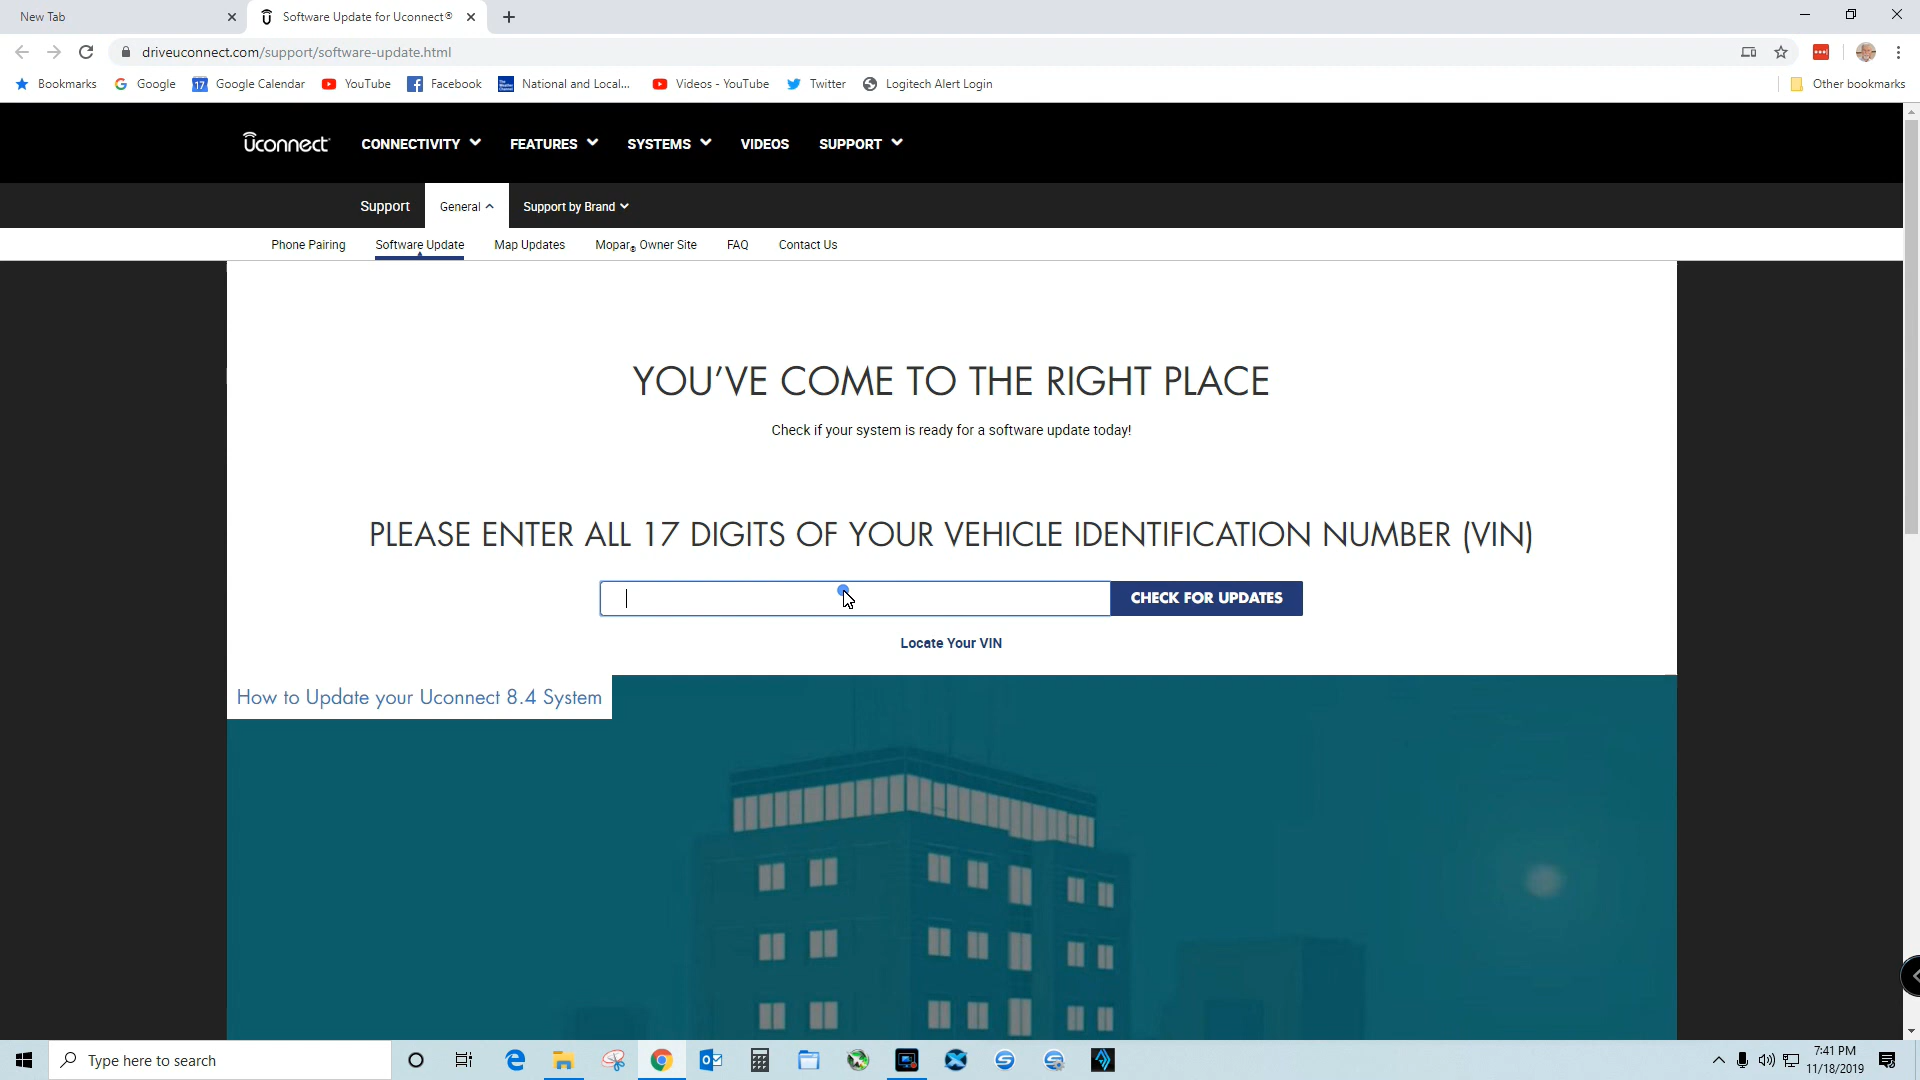 New Tab
Software Update for Uconnect®
driveuconnect.com/support/software-update.html
Bookmarks
Google
17
Google Calendar
YouTube
Facebook
National and Local...
Videos - YouTube
Twitter
Logitech Alert Login
Other bookmarks
uconnect
CONNECTIVITY
FEATURES
SYSTEMS
VIDEOS
SUPPORT
Support
General
Support by Brand
Phone Pairing
Software Update
Map Updates
Mopar® Owner Site
FAQ
Contact Us
YOU'VE COME TO THE RIGHT PLACE
Check if your system is ready for a software update today!
PLEASE ENTER ALL 17 DIGITS OF YOUR VEHICLE IDENTIFICATION NUMBER (VIN)
CHECK FOR UPDATES
Locate Your VIN
How to Update your Uconnect 8.4 System
Type here to search
7:41 PM
11/18/2019